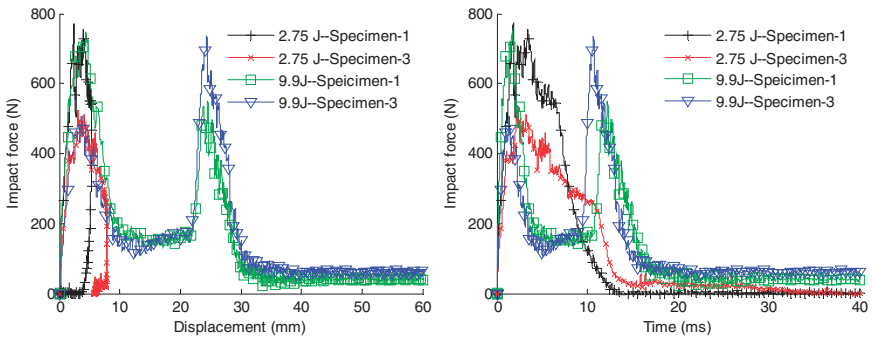 800
600
400
200
0
Impact force (N)
0
10
20
30
40
50
60
Displacement (mm)
2.75 J--Specimen-1
2.75 J--Specimen-3
9.9J--Speicimen-1
9.9J--Specimen-3
800
600
400
200
0
Impact force (N)
0
10
20
30
40
Time (ms)
2.75 J--Specimen-1
2.75 J--Specimen-3
9.9J--Speicimen-1
9.9J--Specimen-3